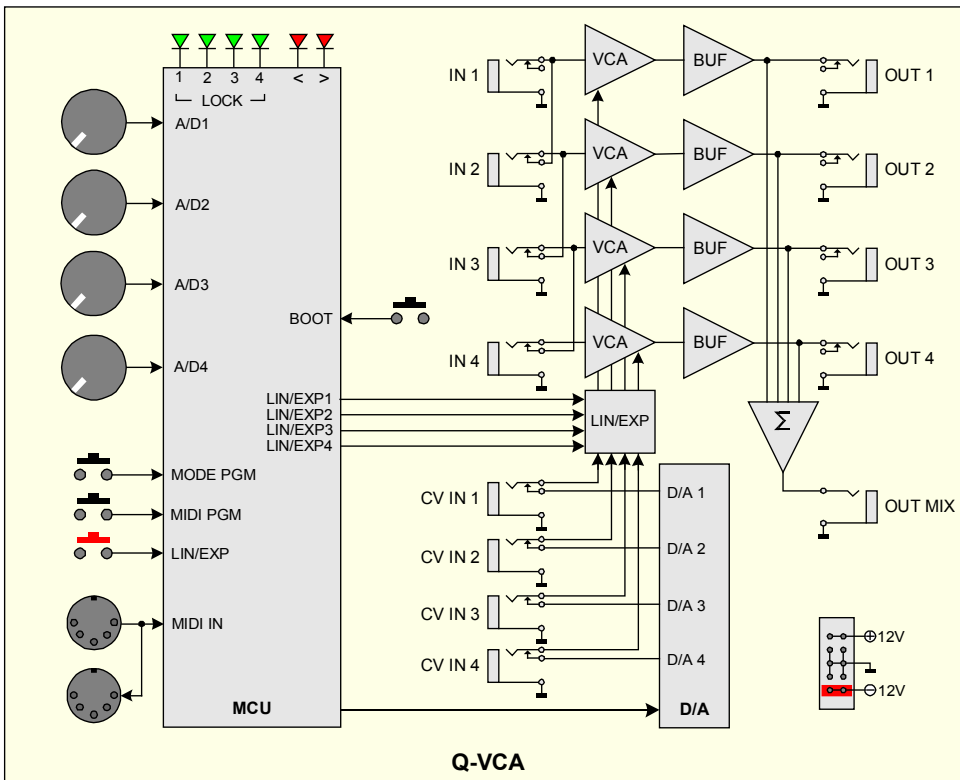 1 2 3 4 < >
LOCK
A/D1
A/D2
A/D3
A/D4
BOOT
LIN/EXP1
LIN/EXP2
LIN/EXP3
LIN/EXP4
MODE PGM
MIDI PGM
LIN/EXP
MIDI IN
MCU
IN 1
VCA
BUF
OUT 1
IN 2
VCA
BUF
OUT 2
IN 3
VCA
BUF
OUT 3
IN 4
VCA
BUF
OUT 4
LIN/EXP
Σ
OUT MIX
CV IN 1
D/A 1
CV IN 2
D/A 2
CV IN 3
D/A 3
CV IN 4
D/A 4
D/A
+12V
−12V
Q-VCA